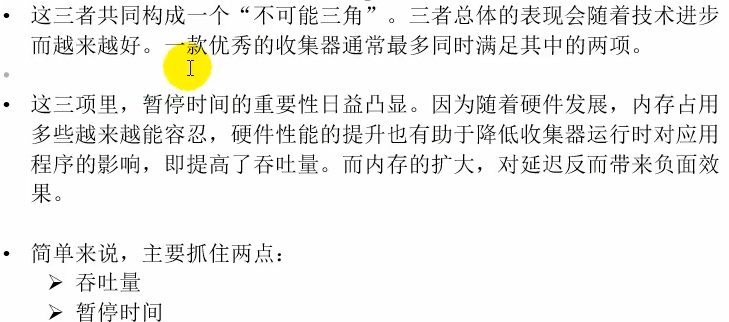 • 这三者共同构成一个“不可能三角”。三者总体的表现会随着技术进步
而越来越好。一款优秀的收集器通常最多同时满足其中的两项。
•
• 这三项里，暂停时间的重要性日益凸显。因为随着硬件发展，内存占用
多些越来越能容忍，硬件性能的提升也有助于降低收集器运行时对应用
程序的影响，即提高了吞吐量。而内存的扩大，对延迟反而带来负面效
果。
• 简单来说，主要抓住两点：
➢ 吞吐量
➢ 暂停时间